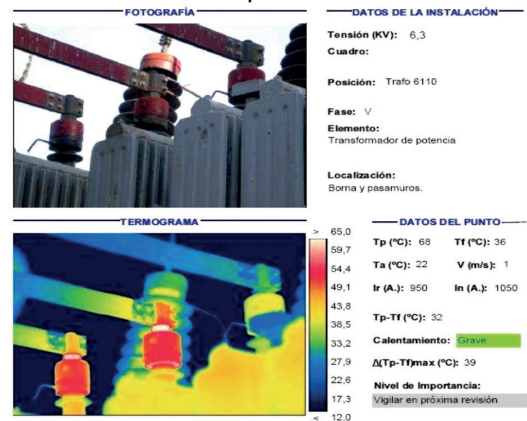 FOTOGRAFÍA
DATOS DE LA INSTALACIÓN
Tensión (KV): 6,3
Cuadro:
Posición: Trafo 6110
Fase: V
Elemento:
Transformador de potencia
Localización:
Borna y pasamuros.
TERMOGRAMA
> 65,0
59,7
54,4
49,1
43,8
38,5
33,2
27,9
22,6
17,3
< 12,0
DATOS DEL PUNTO
Tp (ºC): 68 Tf (ºC): 36
Ta (ºC): 22 V (m/s): 1
Ir (A.): 950 In (A.): 1050
Tp-Tf (ºC): 32
Calentamiento: Grave
Δ(Tp-Tf)max (ºC): 39
Nivel de Importancia:
Vigilar en próxima revisión